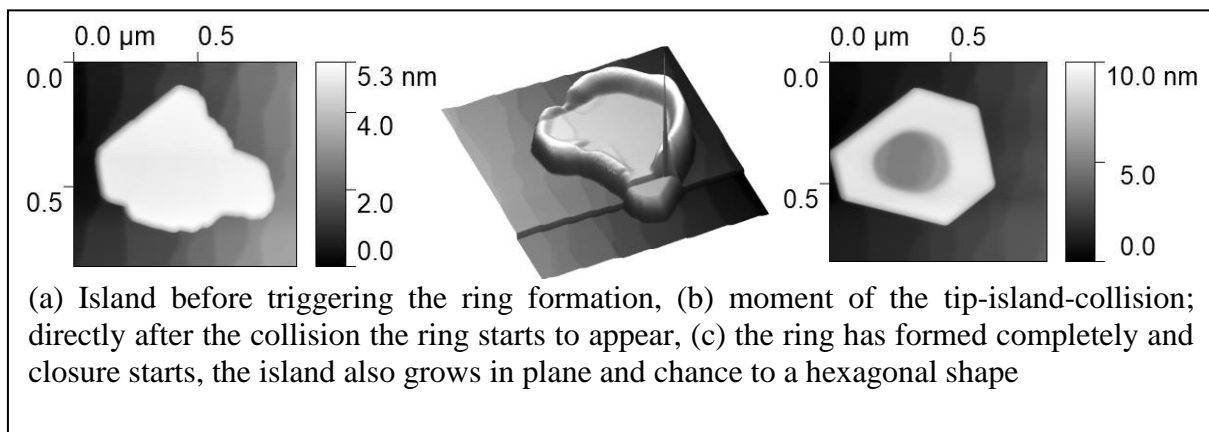 0.0 µm 0.5
0.0
0.5
5.3 nm
4.0
2.0
0.0
0.0 µm 0.5
0.0
0.5
10.0 nm
5.0
0.0
(a) Island before triggering the ring formation, (b) moment of the tip-island-collision;
directly after the collision the ring starts to appear, (c) the ring has formed completely and
closure starts, the island also grows in plane and chance to a hexagonal shape